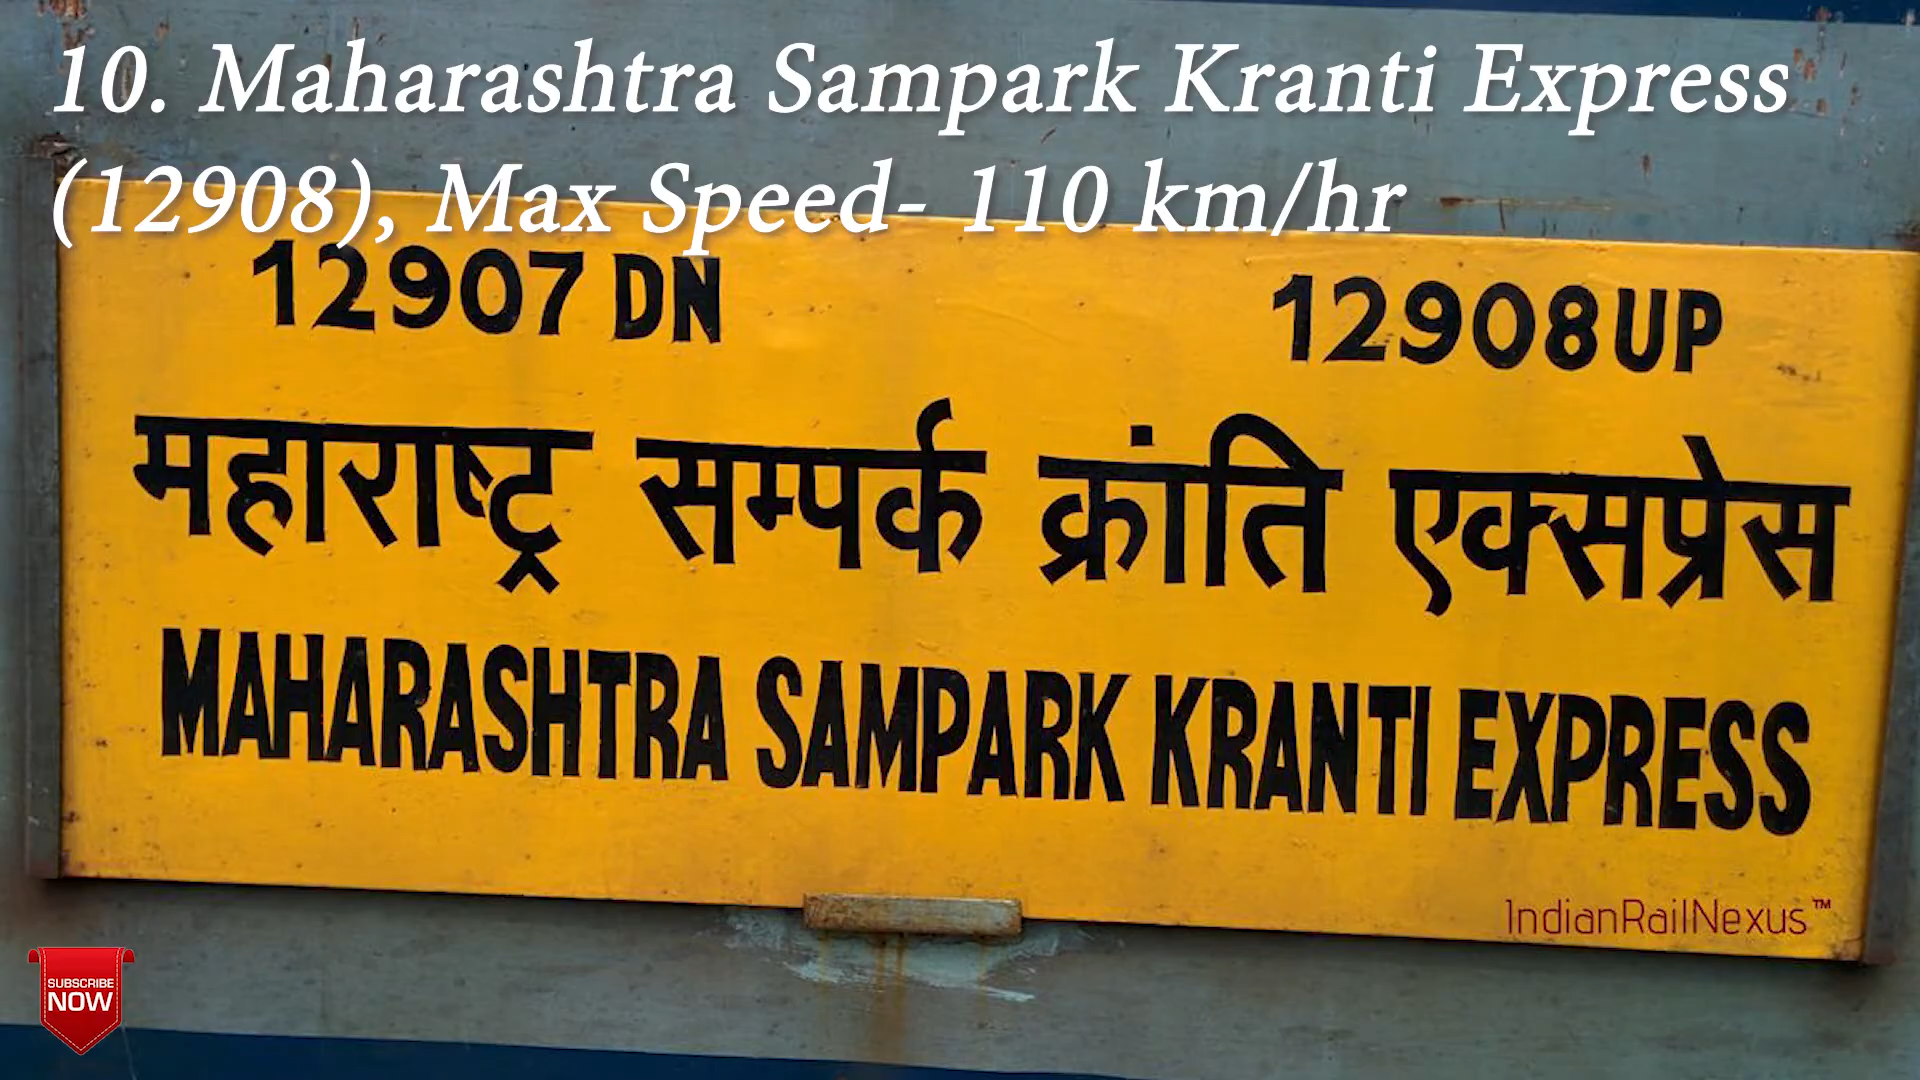 10. Maharashtra Sampark Kranti Express
(12908), Max Speed- 110 km/hr
12907 DN 12908 UP
महाराष्ट्र सम्पर्क क्रांति एक्सप्रेस
MAHARASHTRA SAMPARK KRANTI EXPRESS
IndianRailNexus™
SUBSCRIBE
NOW